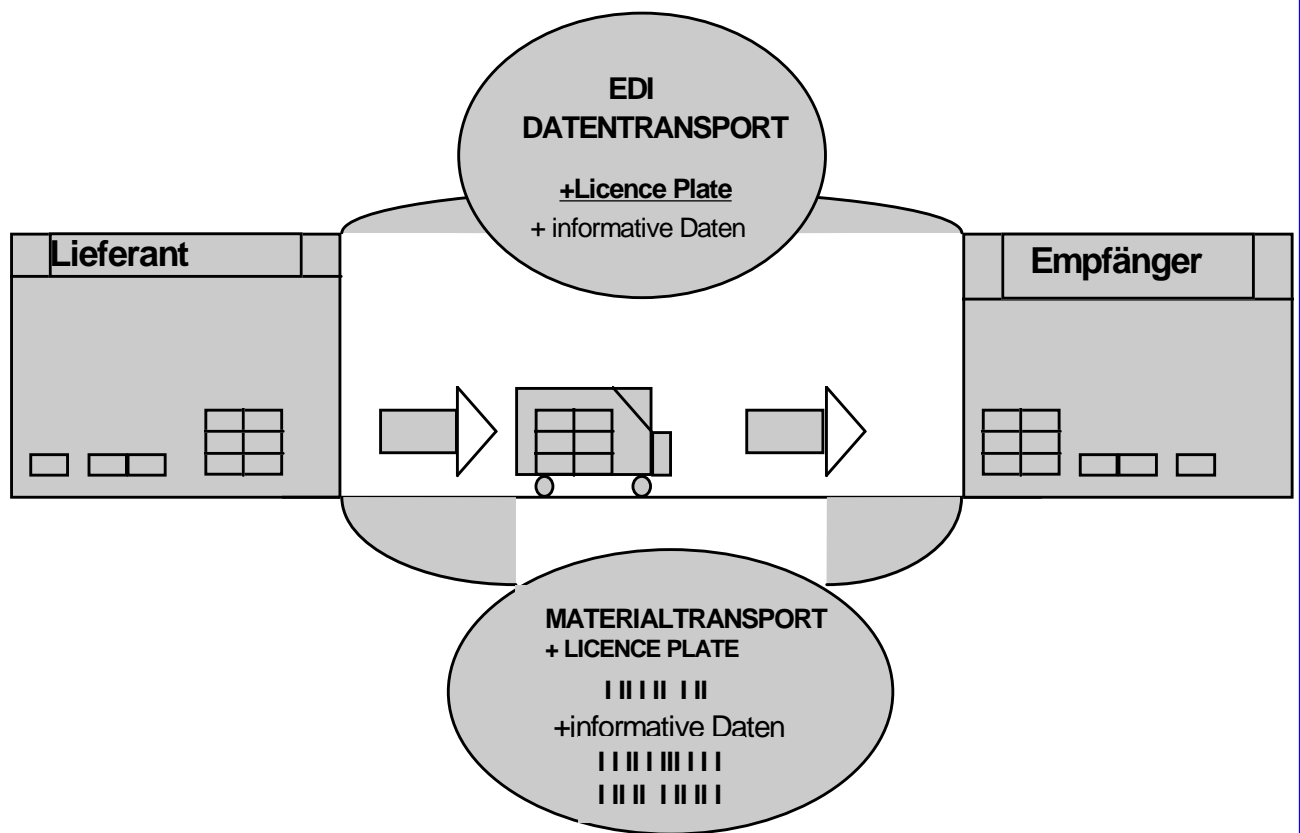 EDI
DATENTRANSPORT
+Licence Plate
+ informative Daten
Lieferant
Empfänger
MATERIALTRANSPORT
+ LICENCE PLATE
+informative Daten